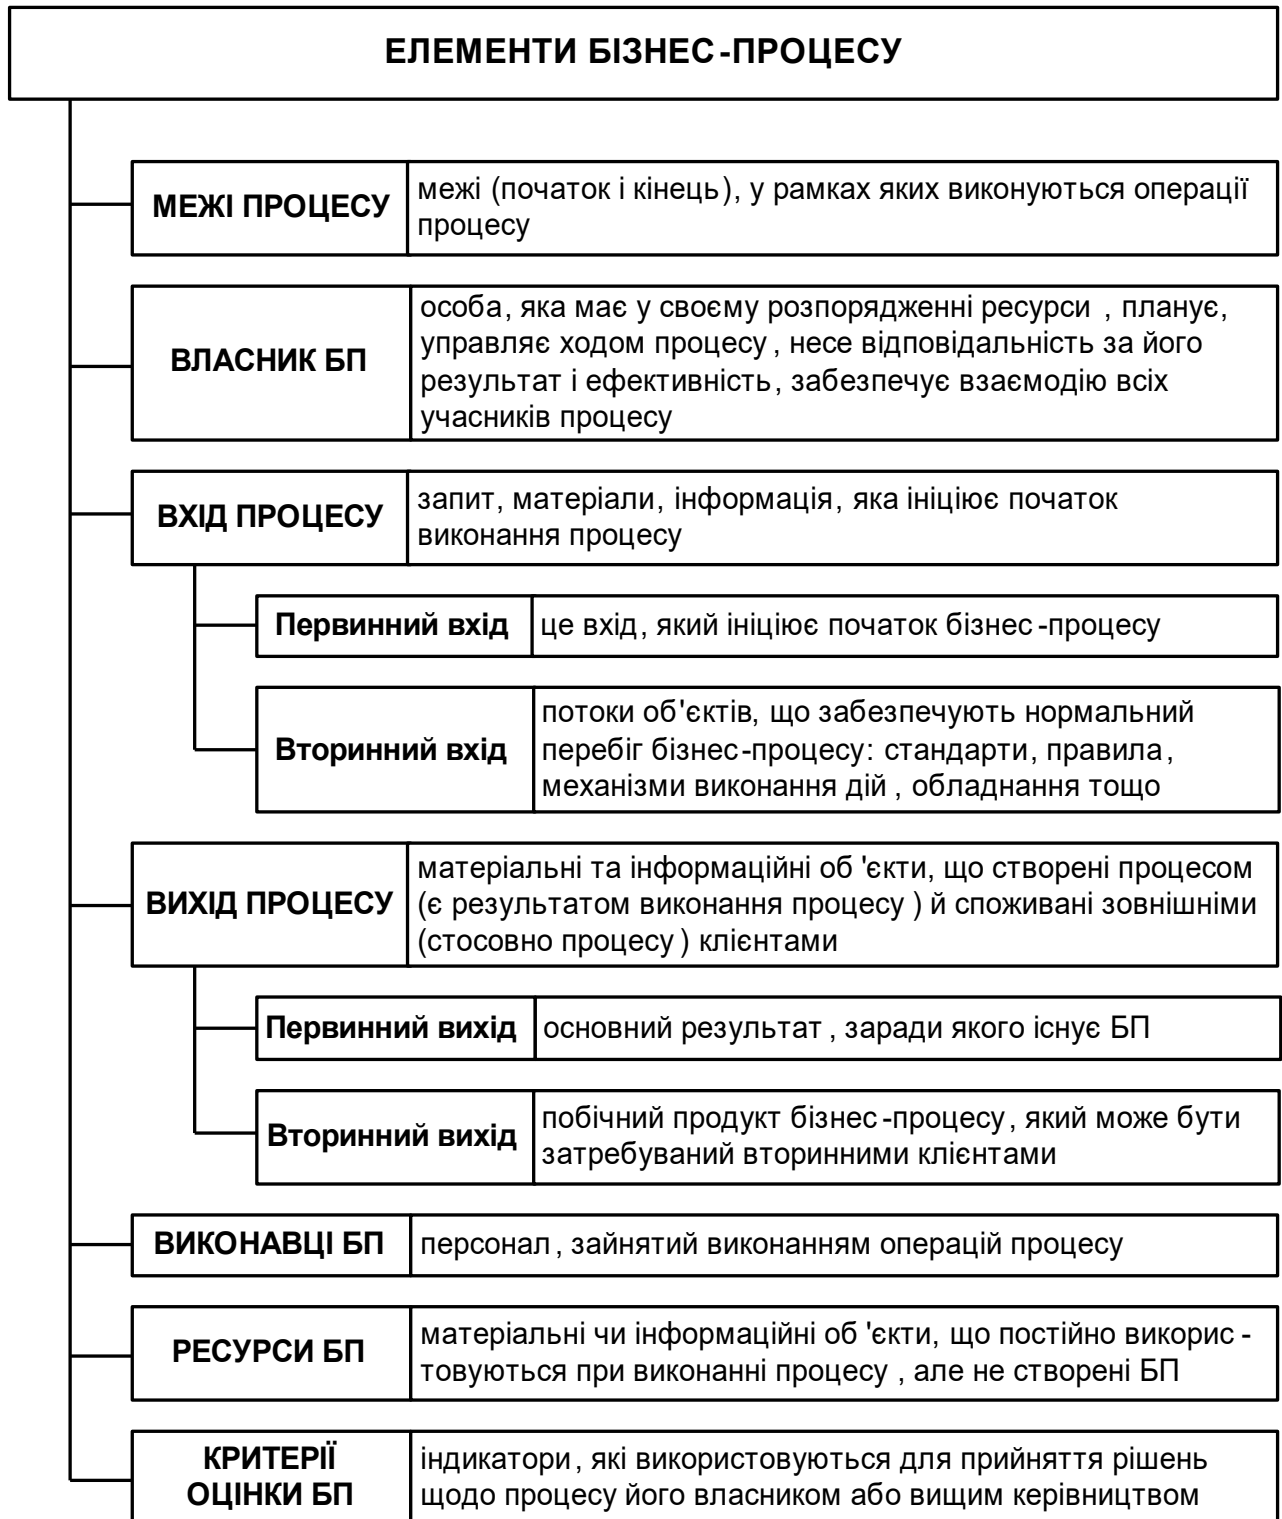 ЕЛЕМЕНТИ БІЗНЕС-ПРОЦЕСУ
МЕЖІ ПРОЦЕСУ
межі (початок і кінець), у рамках яких виконуються операції
процесу
ВЛАСНИК БП
особа, яка має у своєму розпорядженні ресурси, планує,
управляє ходом процесу, несе відповідальність за його
результат і ефективність, забезпечує взаємодію всіх
учасників процесу
ВХІД ПРОЦЕСУ
запит, матеріали, інформація, яка ініціює початок
виконання процесу
Первинний вхід
це вхід, який ініціює початок бізнес-процесу
Вторинний вхід
потоки об'єктів, що забезпечують нормальний
перебіг бізнес-процесу: стандарти, правила,
механізми виконання дій, обладнання тощо
ВИХІД ПРОЦЕСУ
матеріальні та інформаційні об'єкти, що створені процесом
(є результатом виконання процесу) й споживані зовнішніми
(стосовно процесу) клієнтами
Первинний вихід
основний результат, заради якого існує БП
Вторинний вихід
побічний продукт бізнес-процесу, який може бути
затребуваний вторинними клієнтами
ВИКОНАВЦІ БП
персонал, зайнятий виконанням операцій процесу
РЕСУРСИ БП
матеріальні чи інформаційні об'єкти, що постійно викорис-
товуються при виконанні процесу, але не створені БП
КРИТЕРІЇ
ОЦІНКИ БП
індикатори, які використовуються для прийняття рішень
щодо процесу його власником або вищим керівництвом